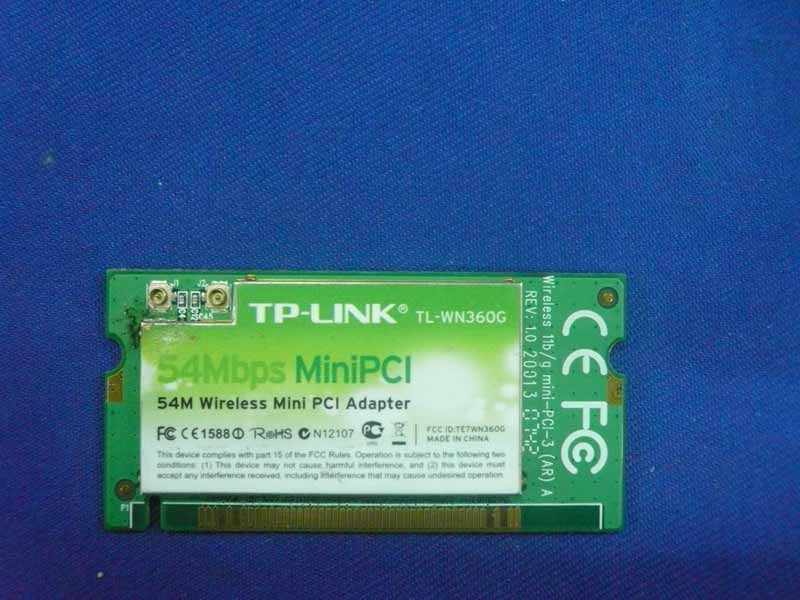 J1 J2
TP-LINK® TL-WN360G
54Mbps MiniPCI
54M Wireless Mini PCI Adapter
FC CE1588 RoHS N12107
FCC ID:TE7WN360G
MADE IN CHINA
This device complies with part 15 of the FCC Rules. Operation is subject to the following two
conditions: (1) This device may not cause harmful interference, and (2) this device must
accept any interference received, including interference that may cause undesired operation.
P1
Wireless 11b/g mini-PCI-3 (AR) A
REV: 1.0 20013
CE FC